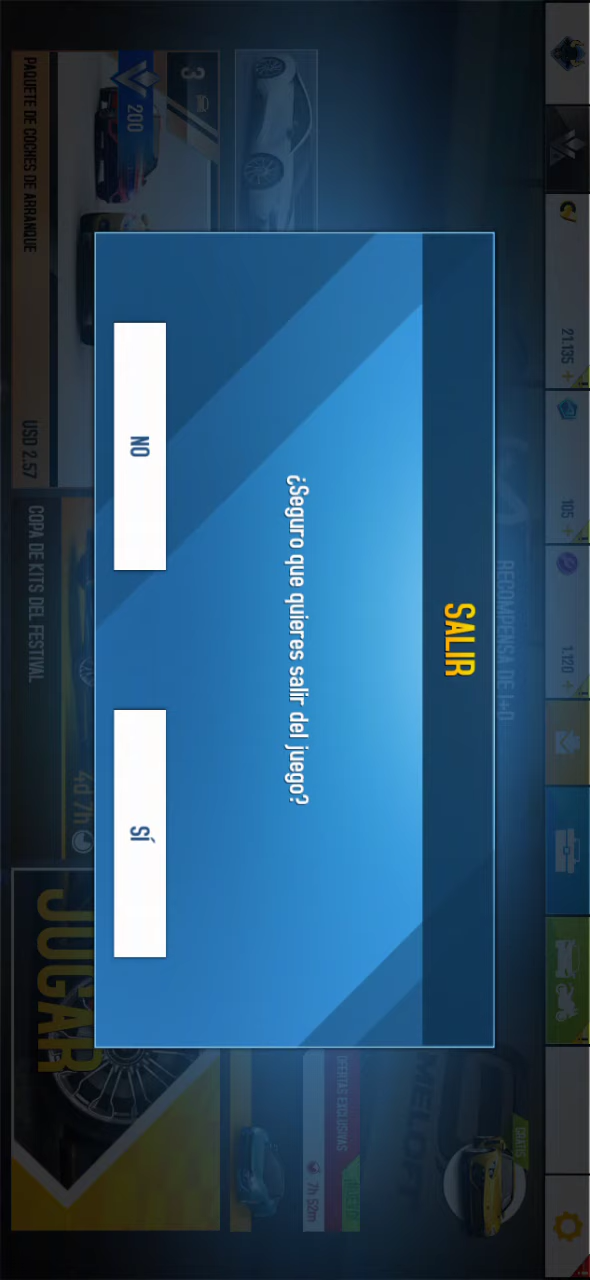 21.135
105
1.120
RECOMPENSA DE I+D
SALIR
¿Seguro que quieres salir del juego?
NO
SÍ
3
200
PAQUETE DE COCHES DE ARRANQUE
USD 2.57
COPA DE KITS DEL FESTIVAL
4d 7h
JUGAR
GRATIS
OFERTAS EXCLUSIVAS
7h 52m